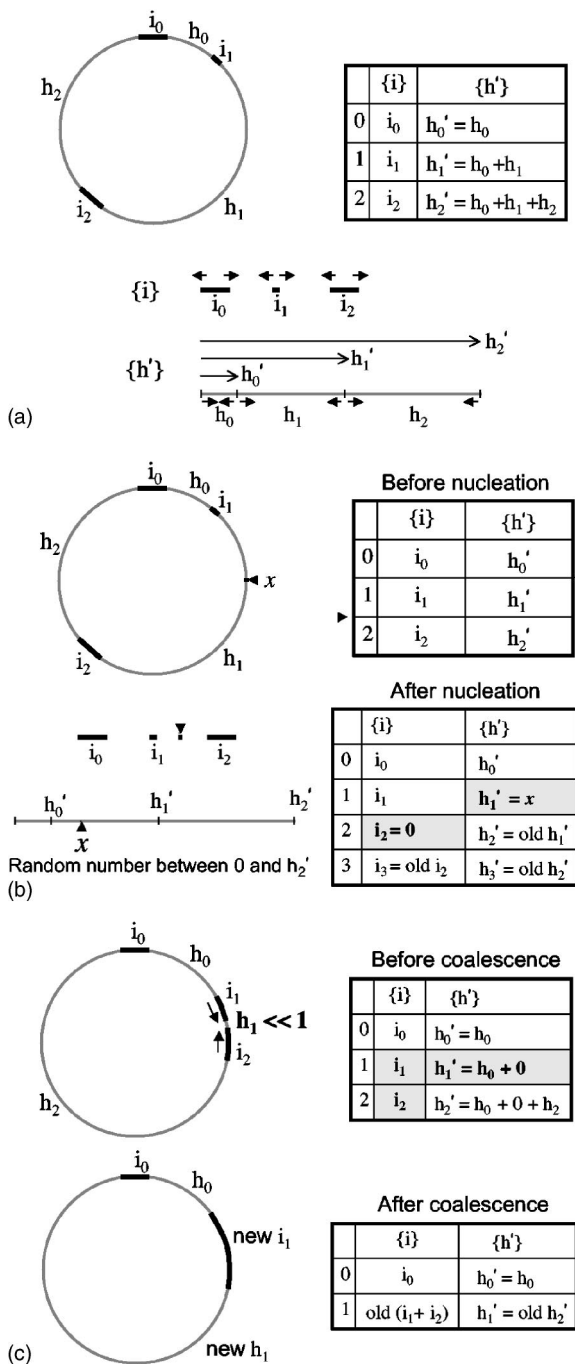 i₀
h₀
i₁
h₂
h₁
i₂
{i} {h'}
0 i₀ h₀' = h₀
1 i₁ h₁' = h₀ +h₁
2 i₂ h₂' = h₀ +h₁ +h₂
{i}
i₀ i₁ i₂
h₂'
{h'} h₁'
h₀'
h₀ h₁ h₂
(a)
i₀
h₀
i₁
h₂
x
h₁
i₂
Before nucleation
{i} {h'}
0 i₀ h₀'
1 i₁ h₁'
2 i₂ h₂'
i₀ i₁ i₂
h₀' h₁' h₂'
x
Random number between 0 and h₂'
After nucleation
{i} {h'}
0 i₀ h₀'
1 i₁ h₁' = x
2 i₂ = 0 h₂' = old h₁'
3 i₃ = old i₂ h₃' = old h₂'
(b)
i₀
h₀
i₁
h₁ << 1
i₂
h₂
Before coalescence
{i} {h'}
0 i₀ h₀' = h₀
1 i₁ h₁' = h₀ + 0
2 i₂ h₂' = h₀ + 0 + h₂
i₀
h₀
new i₁
new h₁
After coalescence
{i} {h'}
0 i₀ h₀' = h₀
1 old (i₁+ i₂) h₁' = old h₂'
(c)